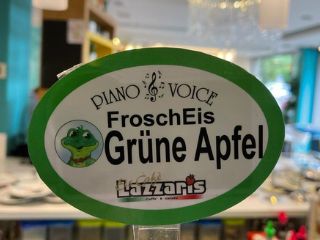 PIANO VOICE
FroschEis
Grüne Apfel
Café
Lazzaris